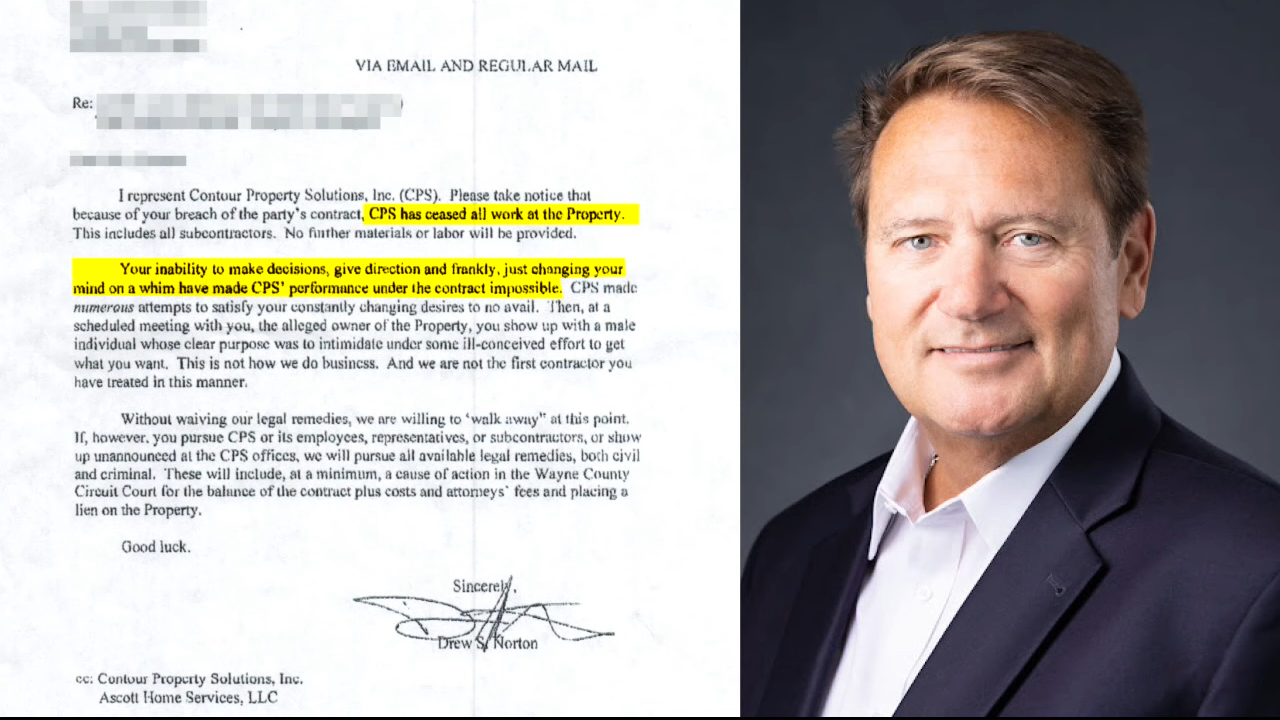 VIA EMAIL AND REGULAR MAIL
Re:
I represent Contour Property Solutions, Inc. (CPS). Please take notice that
because of your breach of the party's contract, CPS has ceased all work at the Property.
This includes all subcontractors. No further materials or labor will be provided.
Your inability to make decisions, give direction and frankly, just changing your
mind on a whim have made CPS' performance under the contract impossible. CPS made
numerous attempts to satisfy your constantly changing desires to no avail. Then, at a
scheduled meeting with you, the alleged owner of the Property, you show up with a male
individual whose clear purpose was to intimidate under some ill-conceived effort to get
what you want. This is not how we do business. And we are not the first contractor you
have treated in this manner.
Without waiving our legal remedies, we are willing to "walk away" at this point.
If, however, you pursue CPS or its employees, representatives, or subcontractors, or show
up unannounced at the CPS offices, we will pursue all available legal remedies, both civil
and criminal. These will include, at a minimum, a cause of action in the Wayne County
Circuit Court for the balance of the contract plus costs and attorneys' fees and placing a
lien on the Property.
Good luck.
Sincerely,
Drew S. Norton
cc: Contour Property Solutions, Inc.
Ascott Home Services, LLC